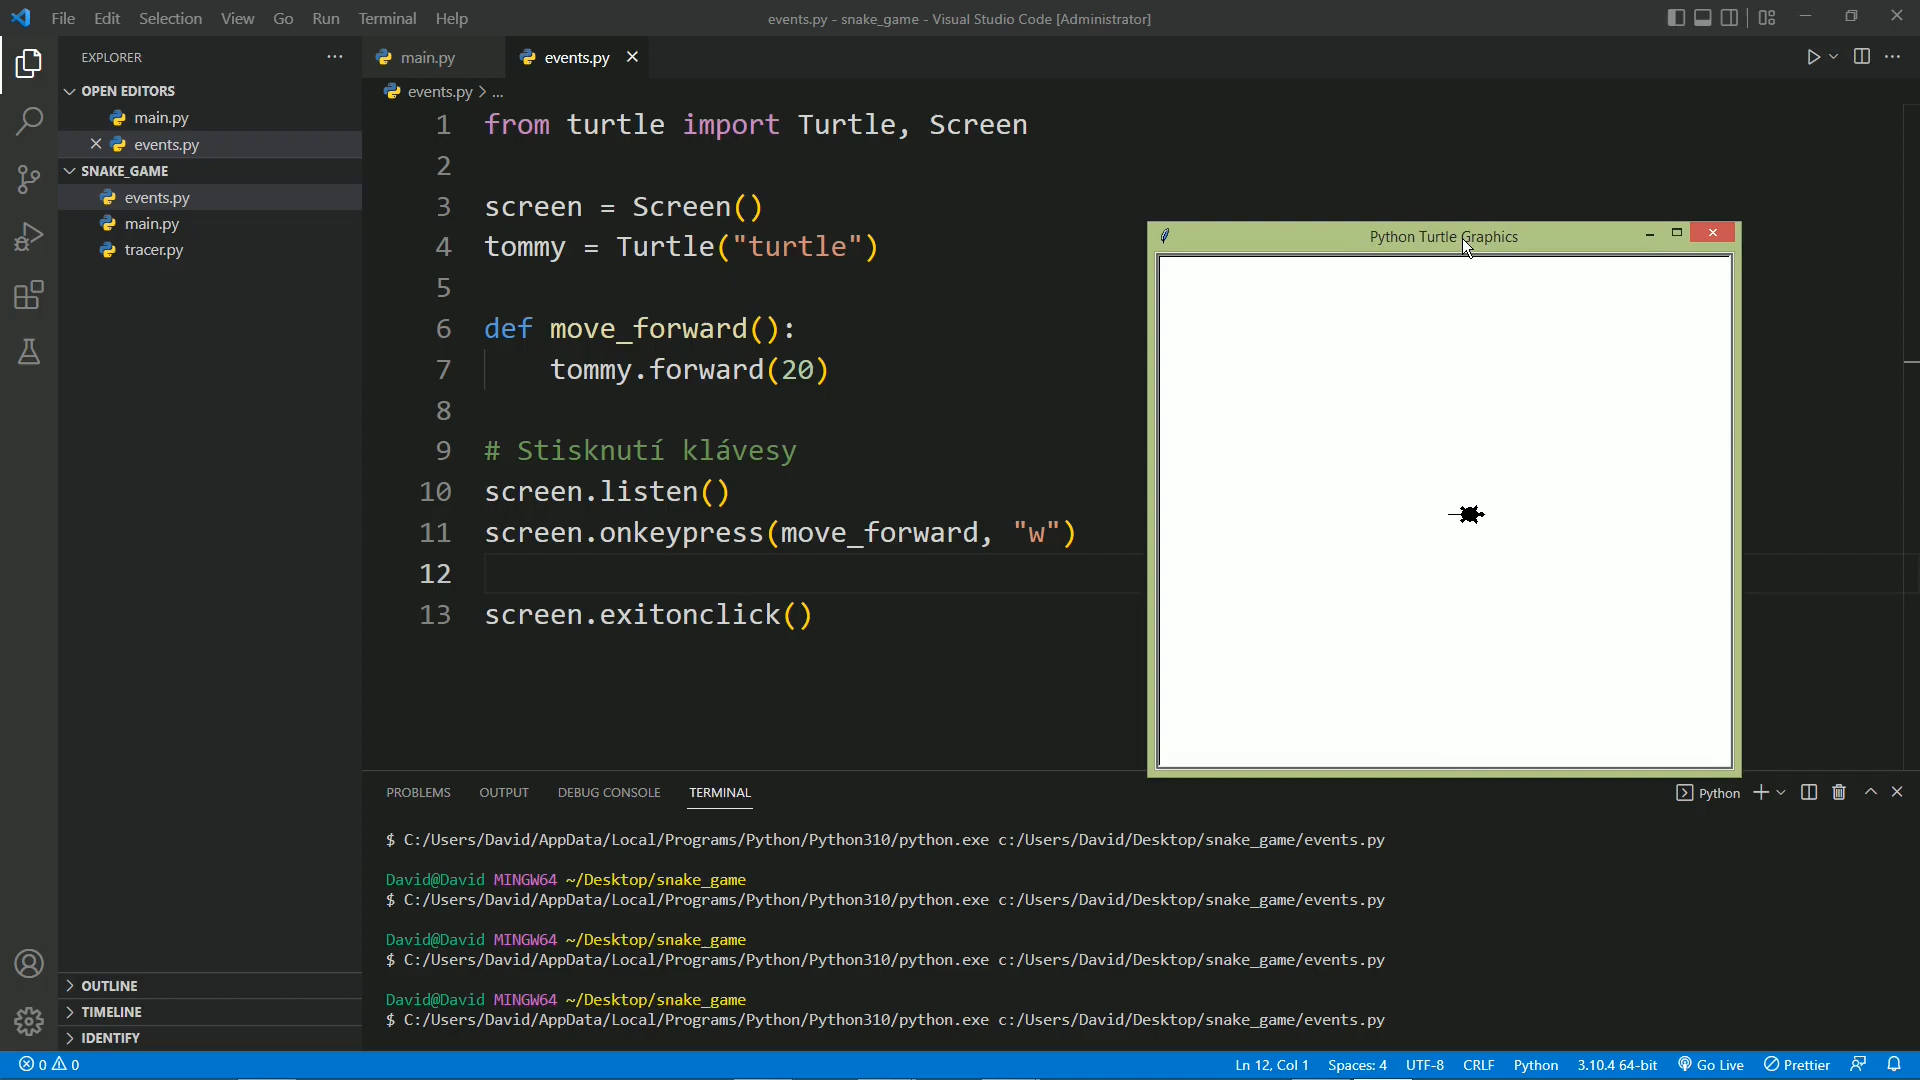 File Edit Selection View Go Run Terminal Help
events.py - snake_game - Visual Studio Code [Administrator]
EXPLORER
OPEN EDITORS
main.py
events.py
SNAKE_GAME
events.py
main.py
tracer.py
OUTLINE
TIMELINE
IDENTIFY
main.py
events.py
events.py > ...
1 from turtle import Turtle, Screen
2
3 screen = Screen()
4 tommy = Turtle("turtle")
5
6 def move_forward():
7 tommy.forward(20)
8
9 # Stisknutí klávesy
10 screen.listen()
11 screen.onkeypress(move_forward, "w")
12
13 screen.exitonclick()
Python Turtle Graphics
PROBLEMS OUTPUT DEBUG CONSOLE TERMINAL
Python
$ C:/Users/David/AppData/Local/Programs/Python/Python310/python.exe c:/Users/David/Desktop/snake_game/events.py
David@David MINGW64 ~/Desktop/snake_game
$ C:/Users/David/AppData/Local/Programs/Python/Python310/python.exe c:/Users/David/Desktop/snake_game/events.py
David@David MINGW64 ~/Desktop/snake_game
$ C:/Users/David/AppData/Local/Programs/Python/Python310/python.exe c:/Users/David/Desktop/snake_game/events.py
David@David MINGW64 ~/Desktop/snake_game
$ C:/Users/David/AppData/Local/Programs/Python/Python310/python.exe c:/Users/David/Desktop/snake_game/events.py
0 0
Ln 12, Col 1 Spaces: 4 UTF-8 CRLF Python 3.10.4 64-bit Go Live Prettier